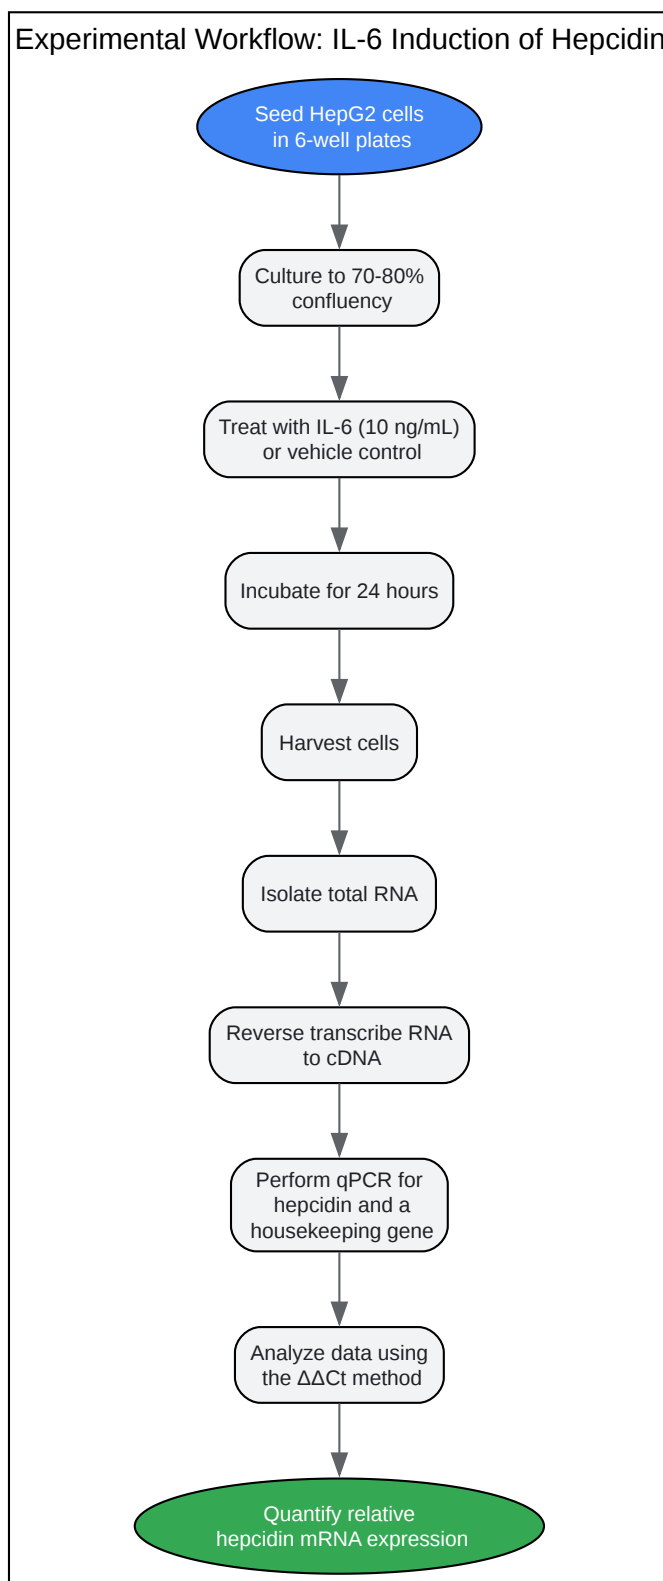 Experimental Workflow: IL-6 Induction of Hepcidin
Seed HepG2 cells
in 6-well plates
Culture to 70-80%
confluency
Treat with IL-6 (10 ng/mL)
or vehicle control
Incubate for 24 hours
Harvest cells
Isolate total RNA
Reverse transcribe RNA
to cDNA
Perform qPCR for
hepcidin and a
housekeeping gene
Analyze data using
the ΔΔCt method
Quantify relative
hepcidin mRNA expression